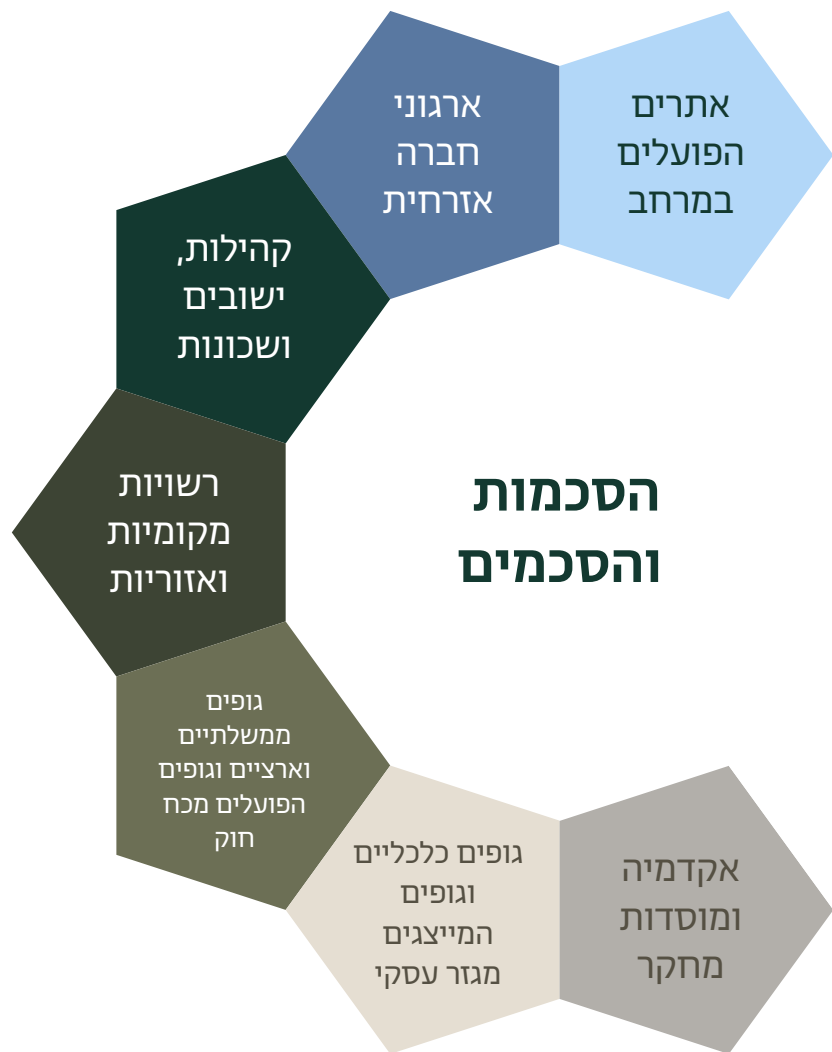 אתרים
הפועלים
במרחב
ארגוני
חברה
אזרחית
קהילות,
ישובים
ושכונות
רשויות
מקומיות
ואזוריות
גופים
ממשלתיים
וארציים וגופים
הפועלים מכח
חוק
גופים כלכליים
וגופים
המייצגים
מגזר עסקי
אקדמיה
ומוסדות
מחקר
הסכמות
והסכמים